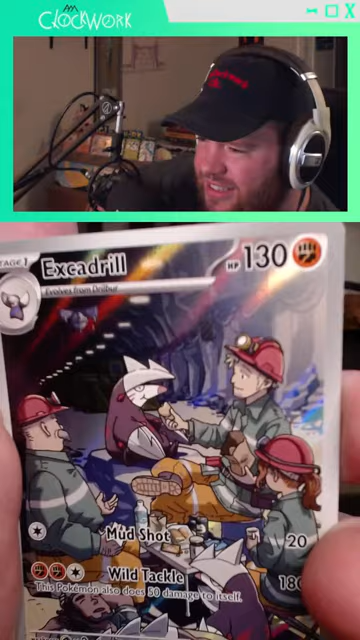 CLOCKWORK
STAGE 1
Excadrill
HP 130
Evolves from Drilbur
Mud Shot 20
Wild Tackle 180
This Pokémon also does 50 damage to itself.